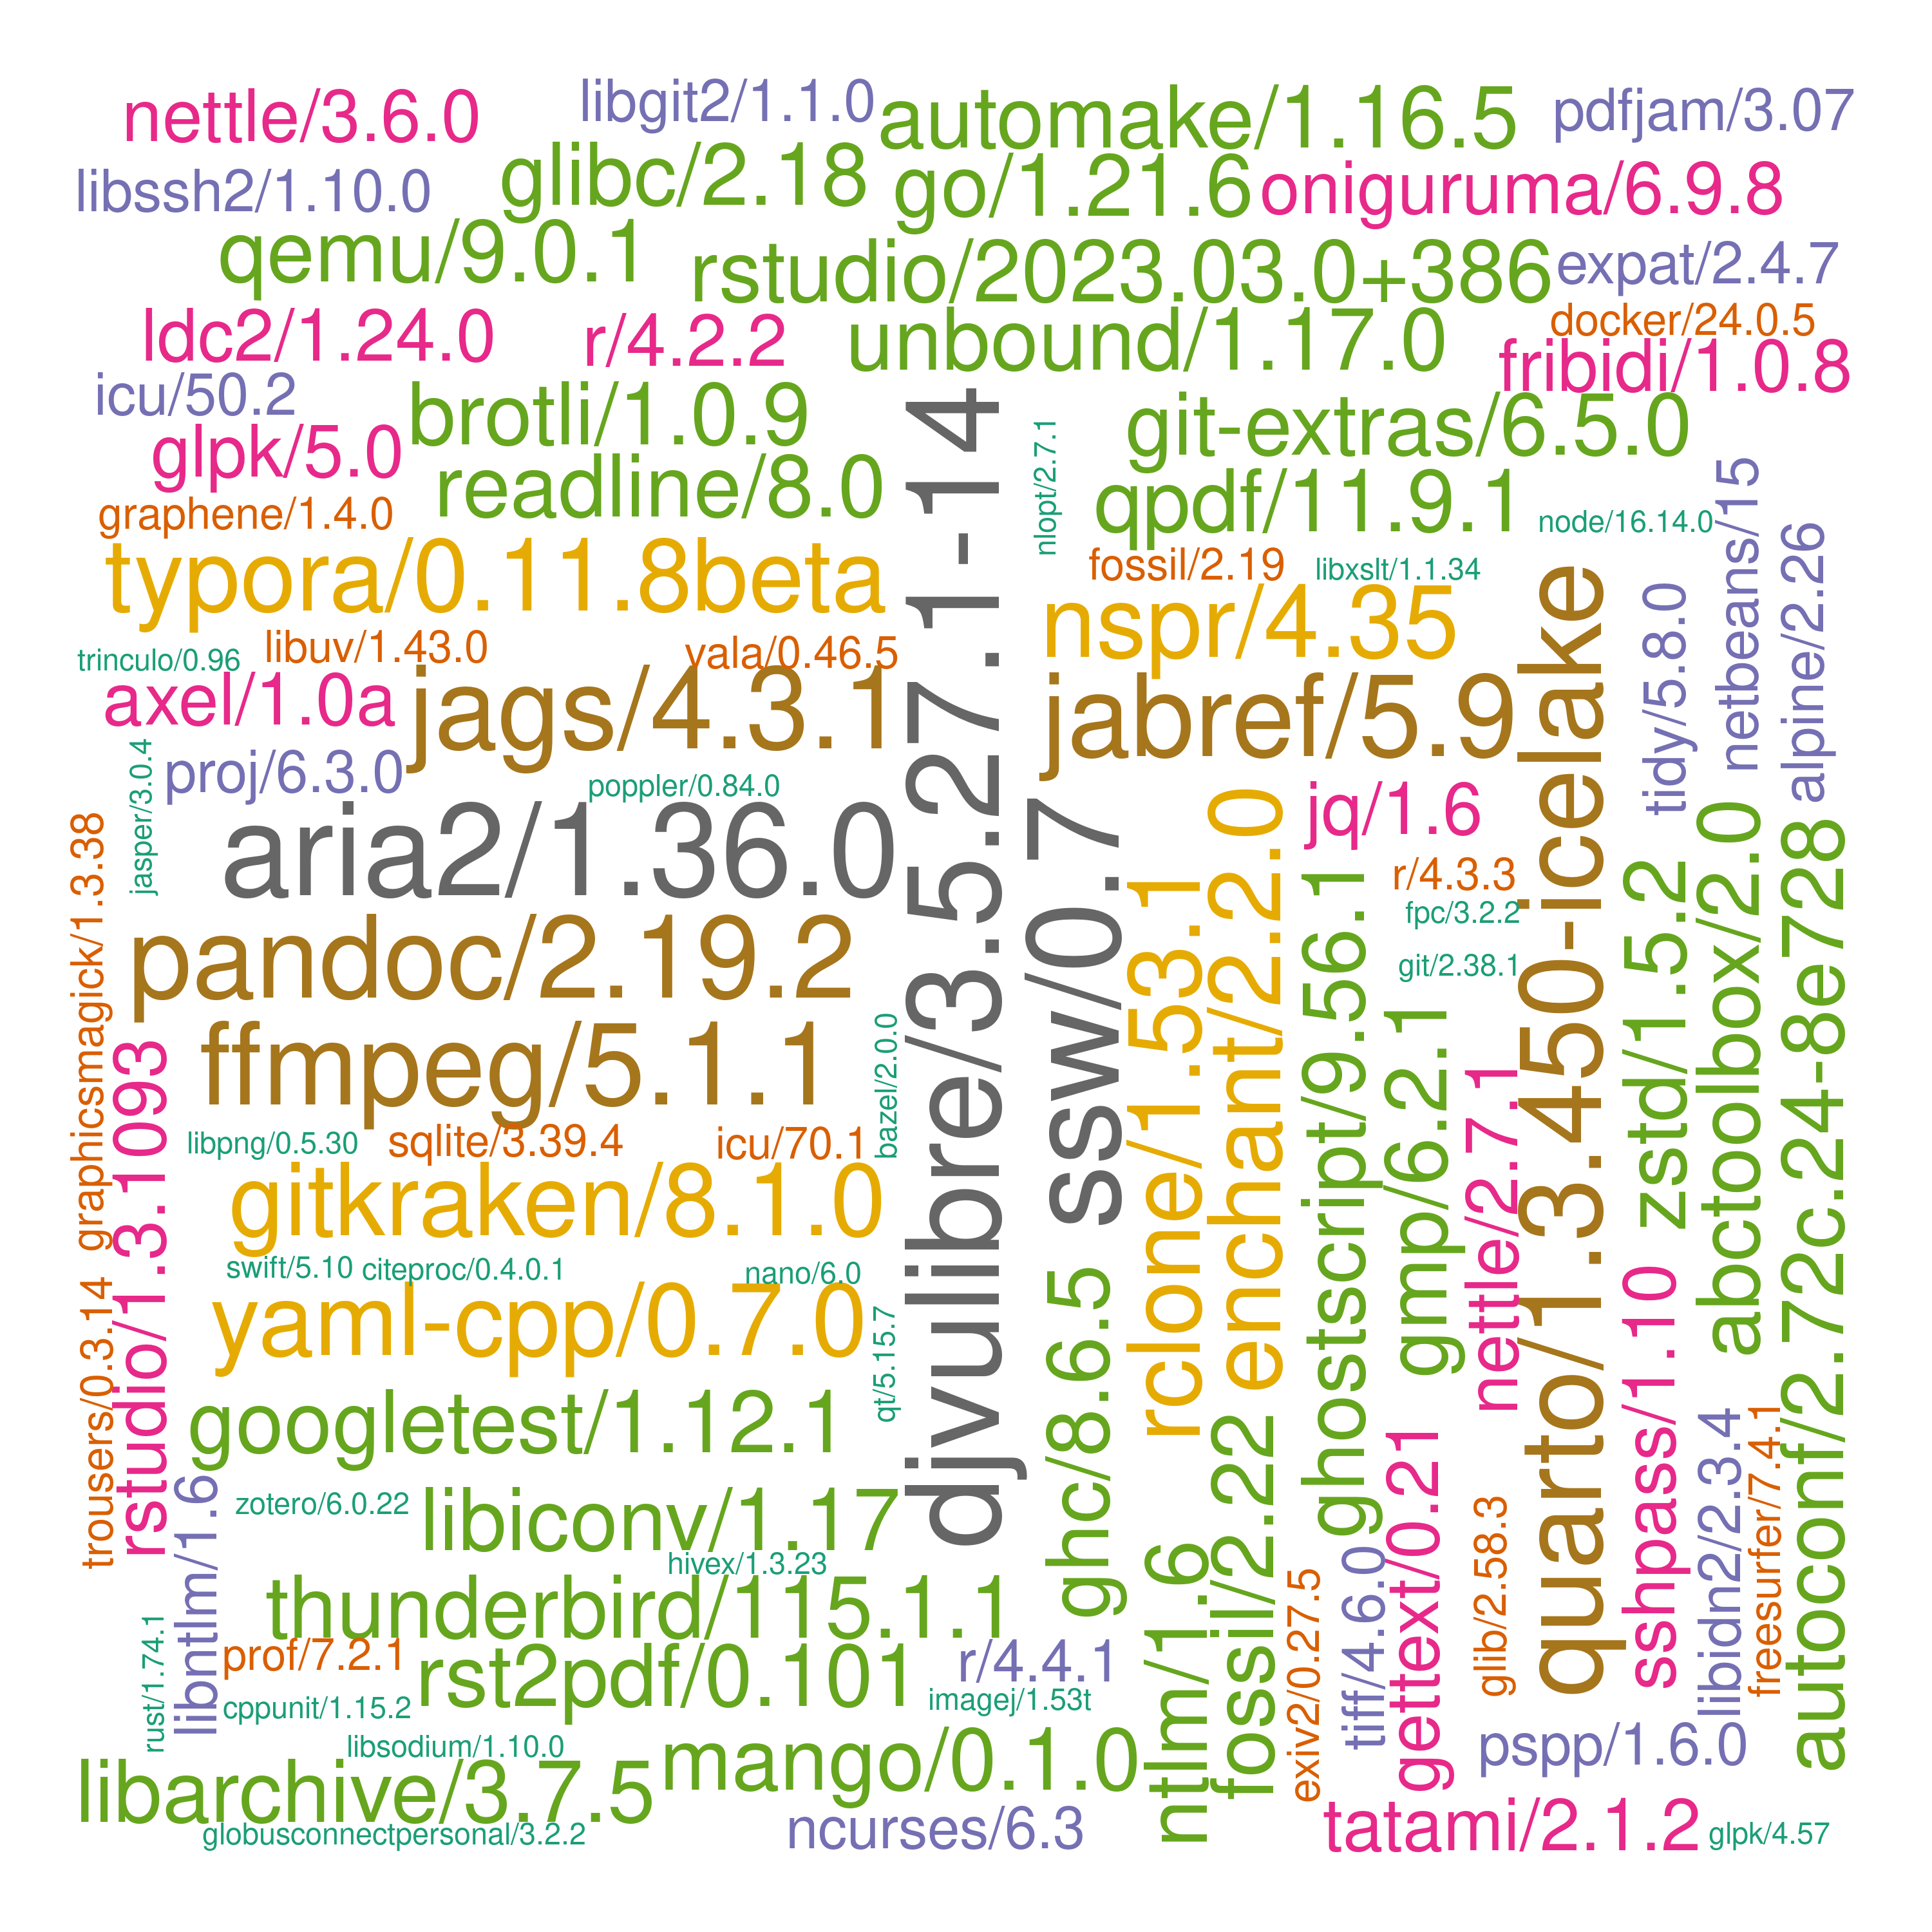 nettle/3.6.0
libgit2/1.1.0
automake/1.16.5
pdfjam/3.07
libssh2/1.10.0
glibc/2.18
go/1.21.6
oniguruma/6.9.8
qemu/9.0.1
rstudio/2023.03.0+386
expat/2.4.7
docker/24.0.5
ldc2/1.24.0
r/4.2.2
unbound/1.17.0
fribidi/1.0.8
icu/50.2
brotli/1.0.9
git-extras/6.5.0
glpk/5.0
readline/8.0
nlopt/2.7.1
qpdf/11.9.1
node/16.14.0
netbeans/15
graphene/1.4.0
typora/0.11.8beta
fossil/2.19
libxslt/1.1.34
alpine/2.26
nspr/4.35
tidy/5.8.0
trinculo/0.96
libuv/1.43.0
vala/0.46.5
axel/1.0a
jags/4.3.1
jabref/5.9
proj/6.3.0
poppler/0.84.0
jasper/3.0.4
aria2/1.36.0
djvulibre/3.5.27.1-14
ssw/0.7
jq/1.6
r/4.3.3
fpc/3.2.2
git/2.38.1
quarto/1.3.450-icelake
zstd/1.5.2
abctoolbox/2.0
autoconf/2.72c.24-8e728
graphicsmagick/1.3.38
pandoc/2.19.2
rclone/1.53.1
enchant/2.2.0
ghostscript/9.56.1
gmp/6.2.1
nettle/2.7.1
rstudio/1.3.1093
ffmpeg/5.1.1
bazel/2.0.0
libpng/0.5.30
sqlite/3.39.4
icu/70.1
gitkraken/8.1.0
swift/5.10
citeproc/0.4.0.1
nano/6.0
trousers/0.3.14
yaml-cpp/0.7.0
qt/5.15.7
ghc/8.6.5
sshpass/1.10
googletest/1.12.1
fossil/2.22
gettext/0.21
libidn2/2.3.4
freesurfer/7.4.1
libntlm/1.6
zotero/6.0.22
libiconv/1.17
hivex/1.3.23
ntlm/1.6
exiv2/0.27.5
tiff/4.6.0
glib/2.58.3
thunderbird/115.1.1
rust/1.74.1
prof/7.2.1
rst2pdf/0.101
r/4.4.1
cppunit/1.15.2
imagej/1.53t
libsodium/1.10.0
mango/0.1.0
pspp/1.6.0
libarchive/3.7.5
globusconnectpersonal/3.2.2
ncurses/6.3
tatami/2.1.2
glpk/4.57